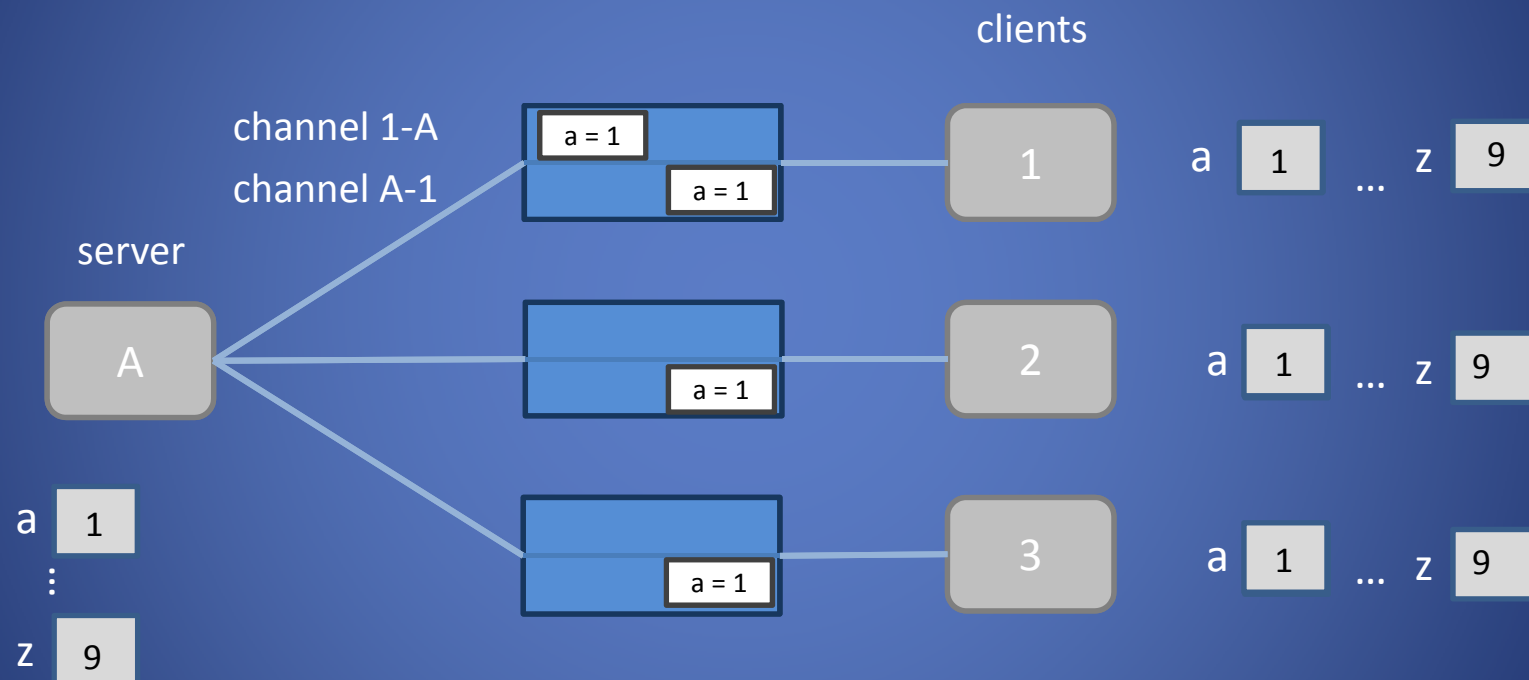 clients
channel 1-A
channel A-1
a = 1
a = 1
1
a 1 ... z 9
server
A
a = 1
2
a 1 ... z 9
a 1
...
z 9
a = 1
3
a 1 ... z 9